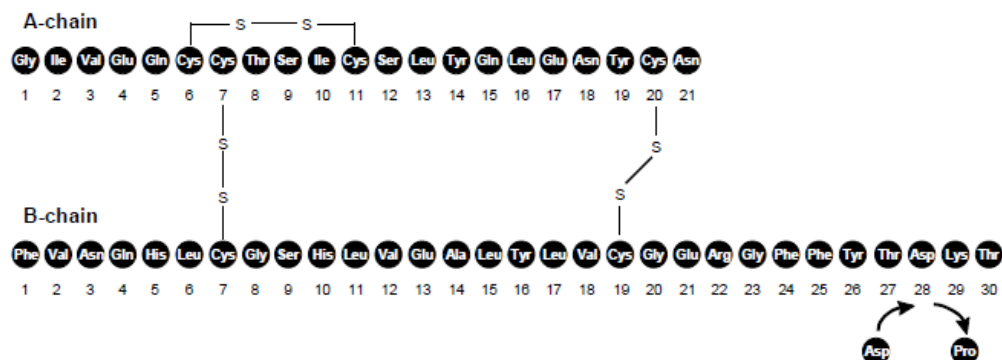 A-chain
S S
Gly Ile Val Glu Gln Cys Cys Thr Ser Ile Cys Ser Leu Tyr Gln Leu Glu Asn Tyr Cys Asn
1 2 3 4 5 6 7 8 9 10 11 12 13 14 15 16 17 18 19 20 21
S S
S S
B-chain
Phe Val Asn Gln His Leu Cys Gly Ser His Leu Val Glu Ala Leu Tyr Leu Val Cys Gly Glu Arg Gly Phe Phe Tyr Thr Asp Lys Thr
1 2 3 4 5 6 7 8 9 10 11 12 13 14 15 16 17 18 19 20 21 22 23 24 25 26 27 28 29 30
Asp Pro